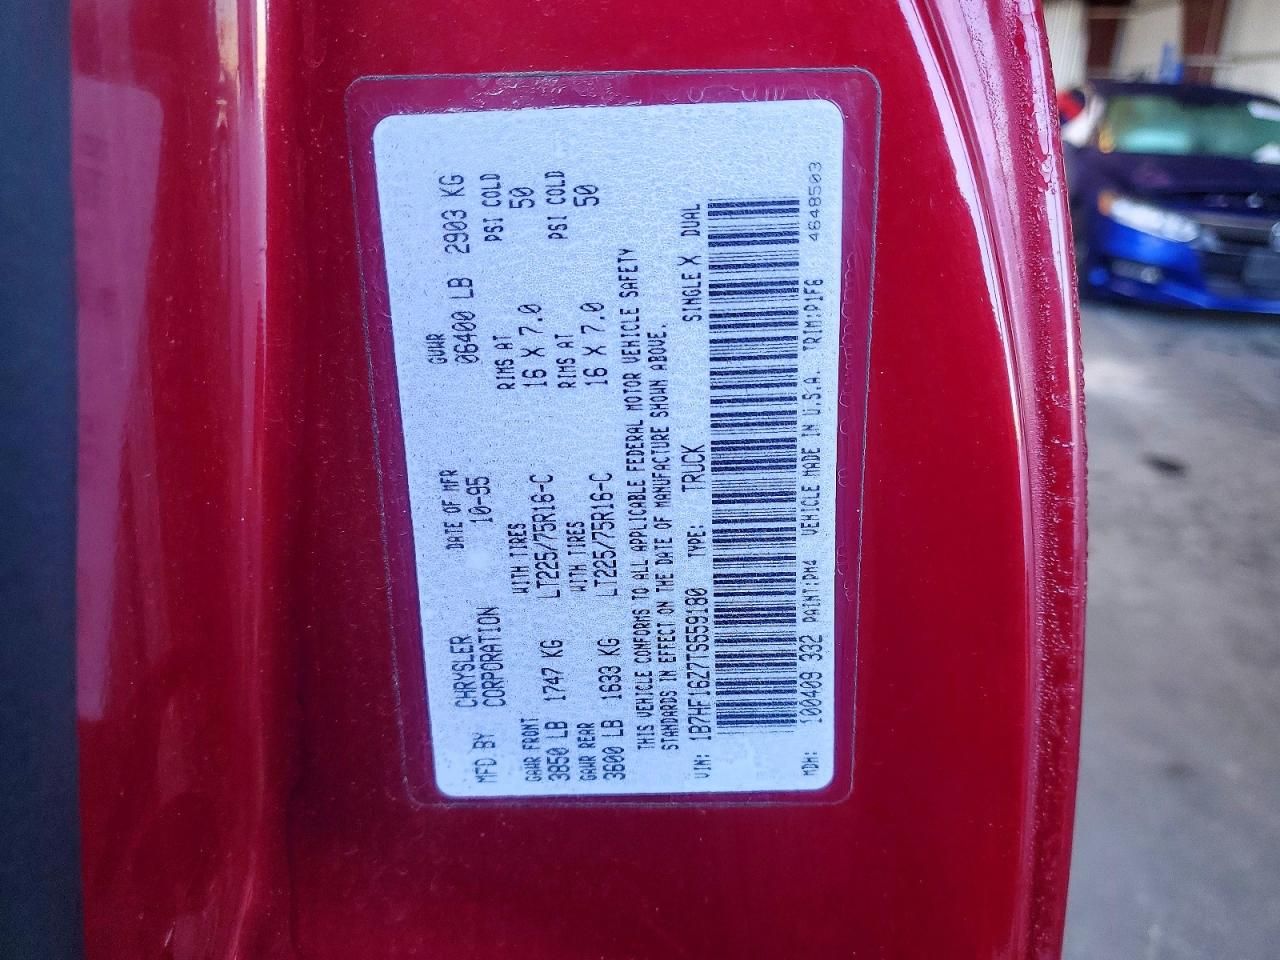 MFD BY CHRYSLER CORPORATION DATE OF MFR 10-95 GVWR 06400 LB 2903 KG
GAWR FRONT WITH TIRES RIMS AT PSI COLD
3850 LB 1747 KG LT225/75R16-C 16 X 7.0 50
GAWR REAR WITH TIRES RIMS AT PSI COLD
3600 LB 1633 KG LT225/75R16-C 16 X 7.0 50
THIS VEHICLE CONFORMS TO ALL APPLICABLE FEDERAL MOTOR VEHICLE SAFETY
STANDARDS IN EFFECT ON THE DATE OF MANUFACTURE SHOWN ABOVE.
VIN: 1B7HF16Z7TS559180 TYPE: TRUCK SINGLE X DUAL
MDH: 100409 332 PAINT:PM4 VEHICLE MADE IN U.S.A. TRIM:P1F6 4648503